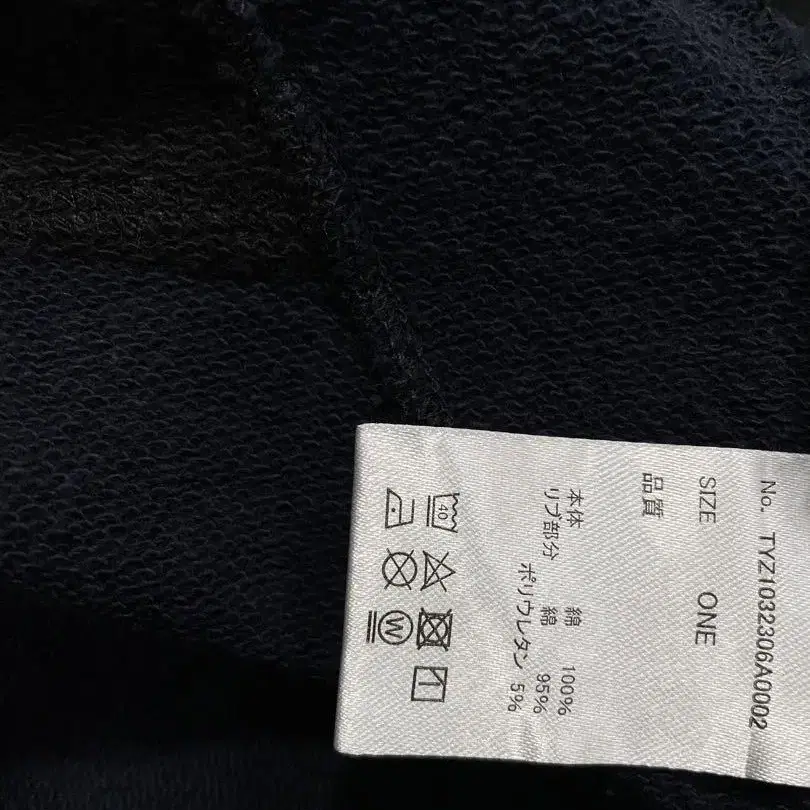 No. TYZ1032306A0002
SIZE ONE
品質
本体 綿 100%
リブ部分 綿 95%
ポリウレタン 5%
40
W